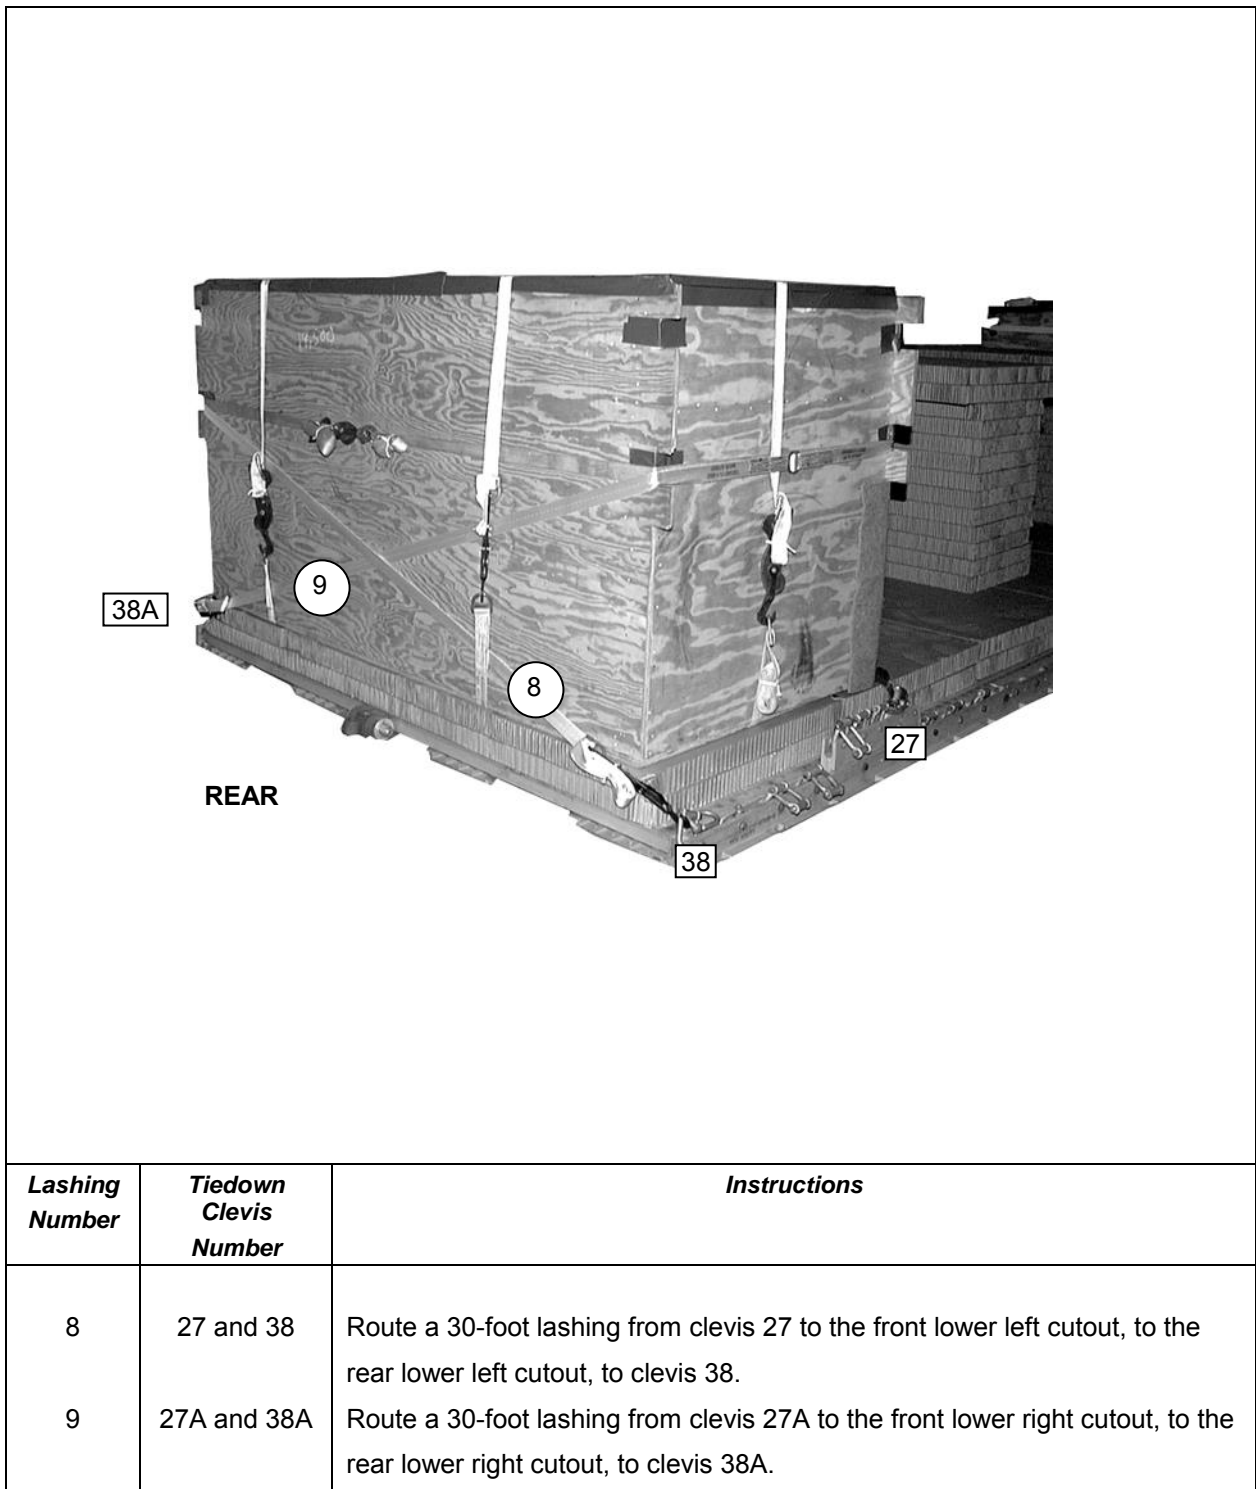 9
38A
8
27
REAR
38
Lashing Number
Tiedown Clevis Number
Instructions
8
27 and 38
Route a 30-foot lashing from clevis 27 to the front lower left cutout, to the
rear lower left cutout, to clevis 38.
9
27A and 38A
Route a 30-foot lashing from clevis 27A to the front lower right cutout, to the
rear lower right cutout, to clevis 38A.